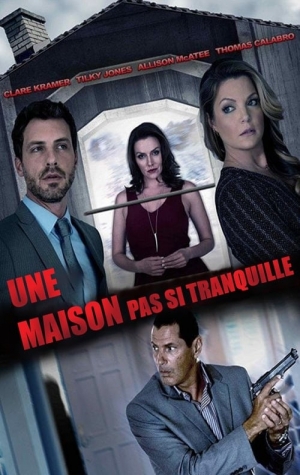 CLARE KRAMER TILKY JONES ALLISON McATEE THOMAS CALABRO
UNE
MAISON PAS SI TRANQUILLE